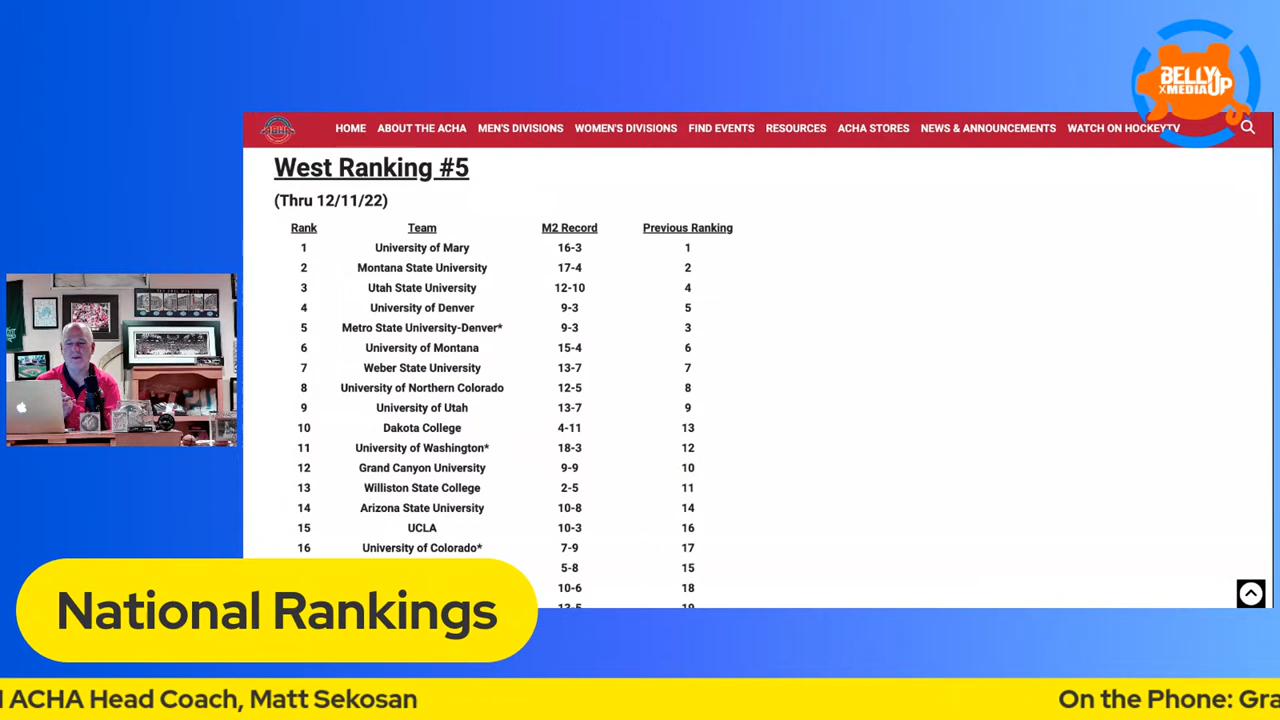 BELLY UP
MEDIA
ACHA
HOME ABOUT THE ACHA MEN'S DIVISIONS WOMEN'S DIVISIONS FIND EVENTS RESOURCES ACHA STORES NEWS & ANNOUNCEMENTS WATCH ON HOCKEYTV
West Ranking #5
(Thru 12/11/22)
Rank Team M2 Record Previous Ranking
1 University of Mary 16-3 1
2 Montana State University 17-4 2
3 Utah State University 12-10 4
4 University of Denver 9-3 5
5 Metro State University-Denver* 9-3 3
6 University of Montana 15-4 6
7 Weber State University 13-7 7
8 University of Northern Colorado 12-5 8
9 University of Utah 13-7 9
10 Dakota College 4-11 13
11 University of Washington* 18-3 12
12 Grand Canyon University 9-9 10
13 Williston State College 2-5 11
14 Arizona State University 10-8 14
15 UCLA 10-3 16
16 University of Colorado* 7-9 17
5-8 15
10-6 18
13-5 19
National Rankings
ACHA Head Coach, Matt Sekosan
On the Phone: Gra